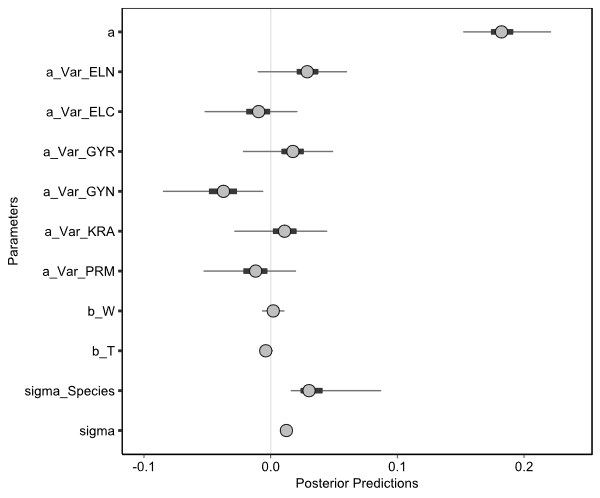 a
a_Var_ELN
a_Var_ELC
a_Var_GYR
a_Var_GYN
a_Var_KRA
a_Var_PRM
b_W
b_T
sigma_Species
sigma
Parameters
-0.1 0.0 0.1 0.2
Posterior Predictions